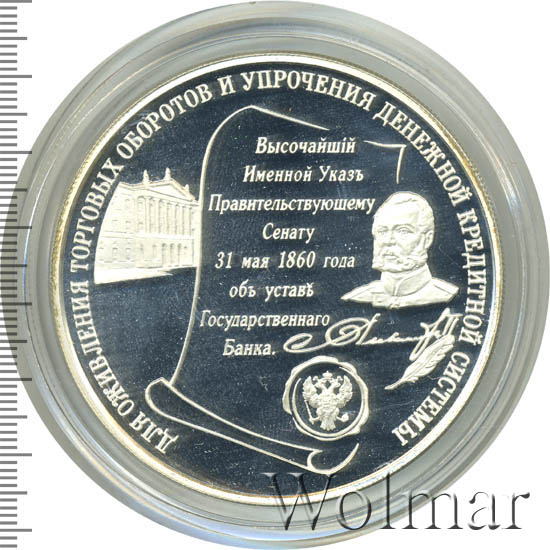 ДЛЯ ОЖИВЛЕНИЯ ТОРГОВЫХ ОБОРОТОВ И УПРОЧЕНИЯ ДЕНЕЖНОЙ КРЕДИТНОЙ СИСТЕМЫ
Высочайшій
Именной Указъ
Правительствующему
Сенату
31 мая 1860 года
объ уставѣ
Государственнаго
Банка.
Wolmar